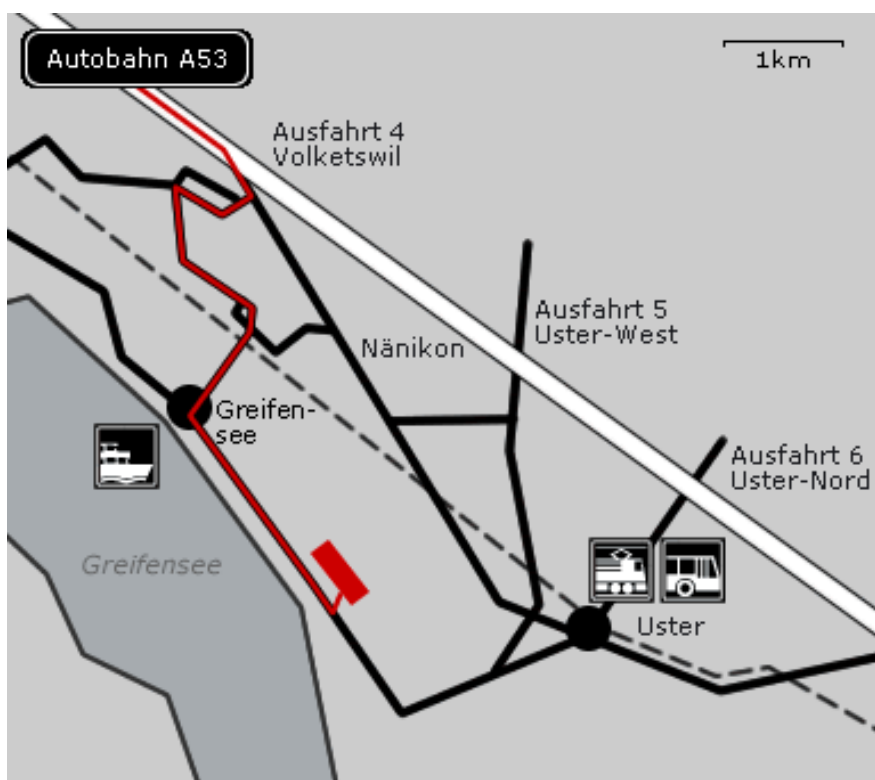 Autobahn A53
1km
Ausfahrt 4
Volketswil
Ausfahrt 5
Uster-West
Nänikon
Greifen-
see
Ausfahrt 6
Uster-Nord
Greifensee
Uster